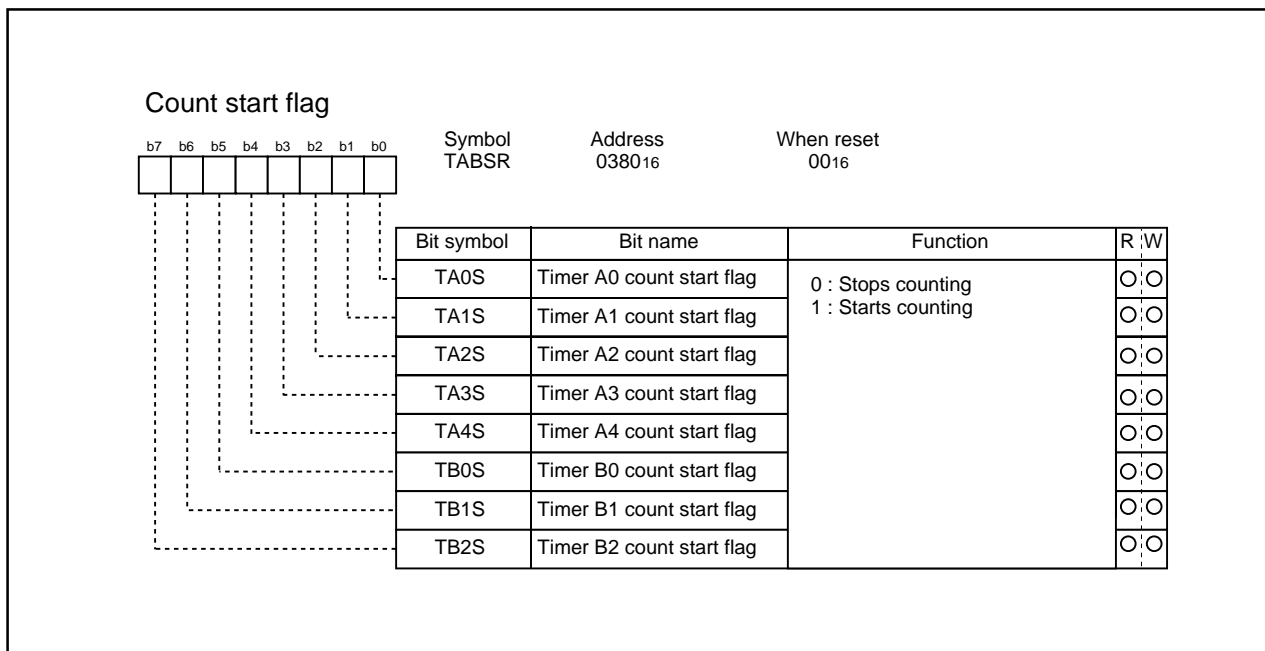 Count start flag
b7 b6 b5 b4 b3 b2 b1 b0
Symbol Address When reset
TABSR 038016 0016
Bit symbol Bit name Function R W
TA0S Timer A0 count start flag 0 : Stops counting
TA1S Timer A1 count start flag 1 : Starts counting
TA2S Timer A2 count start flag
TA3S Timer A3 count start flag
TA4S Timer A4 count start flag
TB0S Timer B0 count start flag
TB1S Timer B1 count start flag
TB2S Timer B2 count start flag